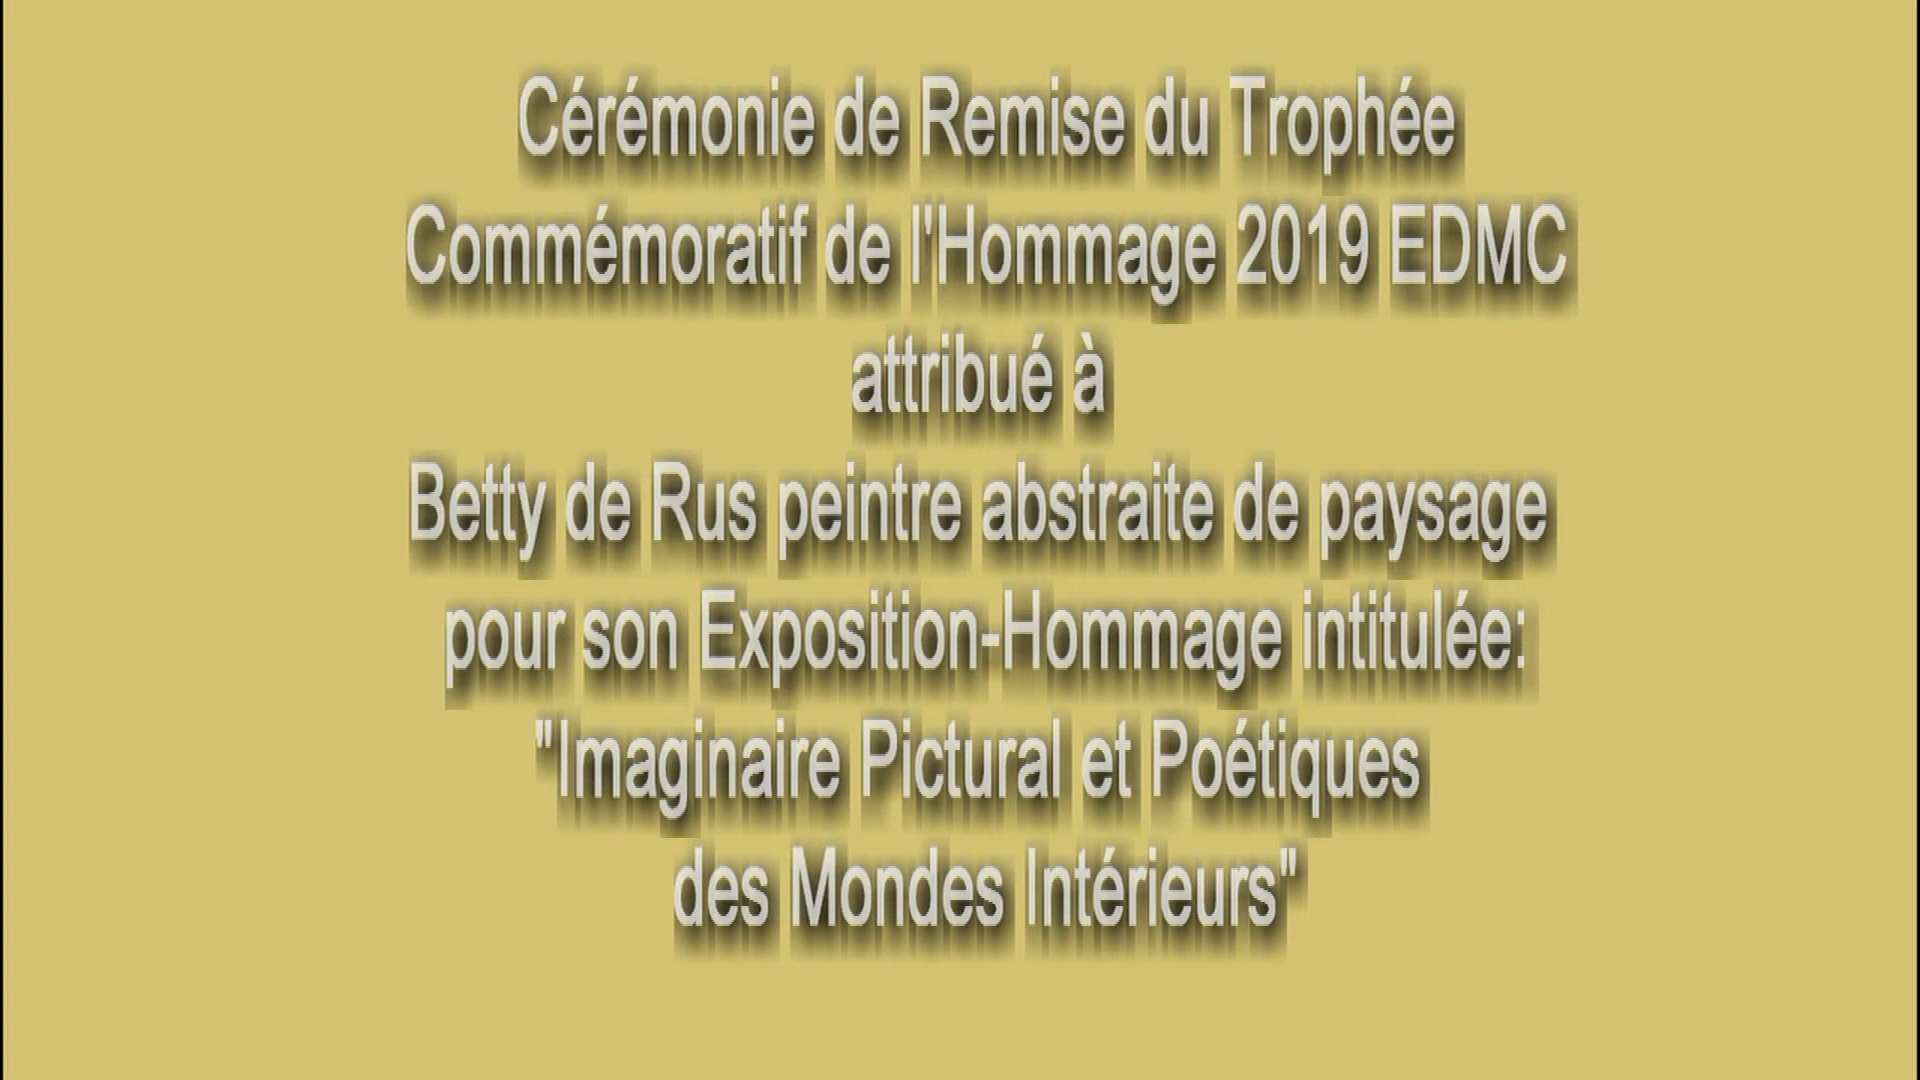 Cérémonie de Remise du Trophée
Commémoratif de l'Hommage 2019 EDMC
attribué à
Betty de Rus peintre abstraite de paysage
pour son Exposition-Hommage intitulée:
"Imaginaire Pictural et Poétiques
des Mondes Intérieurs"